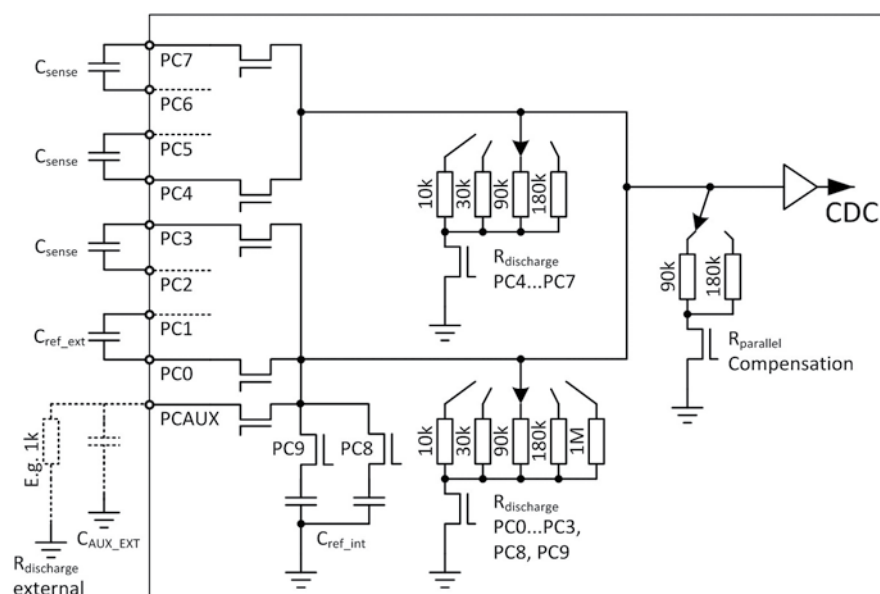 PC7
Csense
PC6
PC5
Csense
PC4
PC3
Csense
PC2
PC1
Cref_ext
PC0
PCAUX
E.g. 1k
CAUX_EXT
Rdischarge
external
PC9
PC8
Cref_int
10k
30k
90k
180k
Rdischarge
PC4...PC7
10k
30k
90k
180k
1M
Rdischarge
PC0...PC3,
PC8, PC9
CDC
90k
180k
Rparallel
Compensation